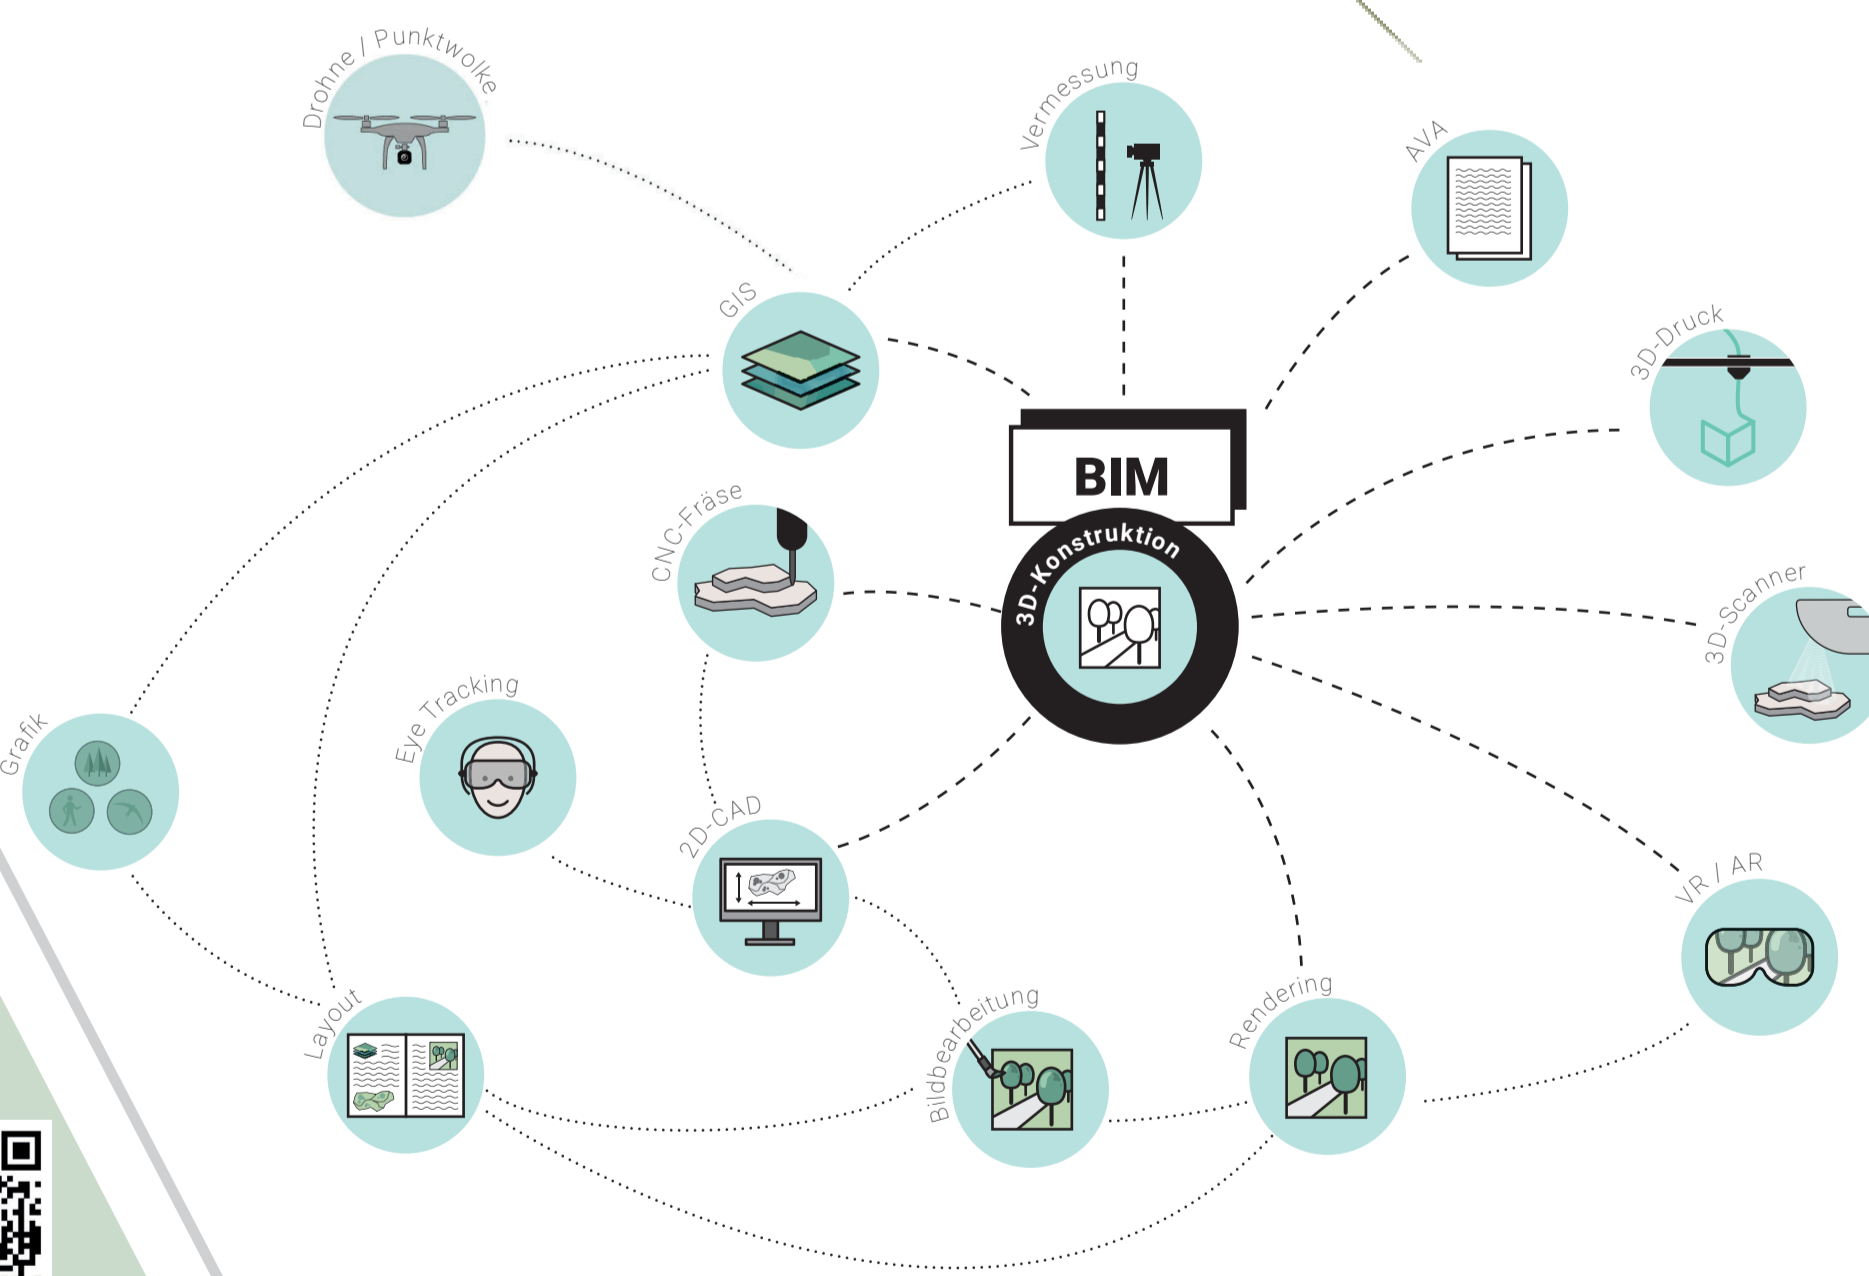 Drohne / Punktwolke
Vermessung
AVA
GIS
3D-Druck
BIM
CNC-Fräse
3D-Konstruktion
3D-Scanner
Eye Tracking
Grafik
2D-CAD
VR / AR
Layout
Bildbearbeitung
Rendering